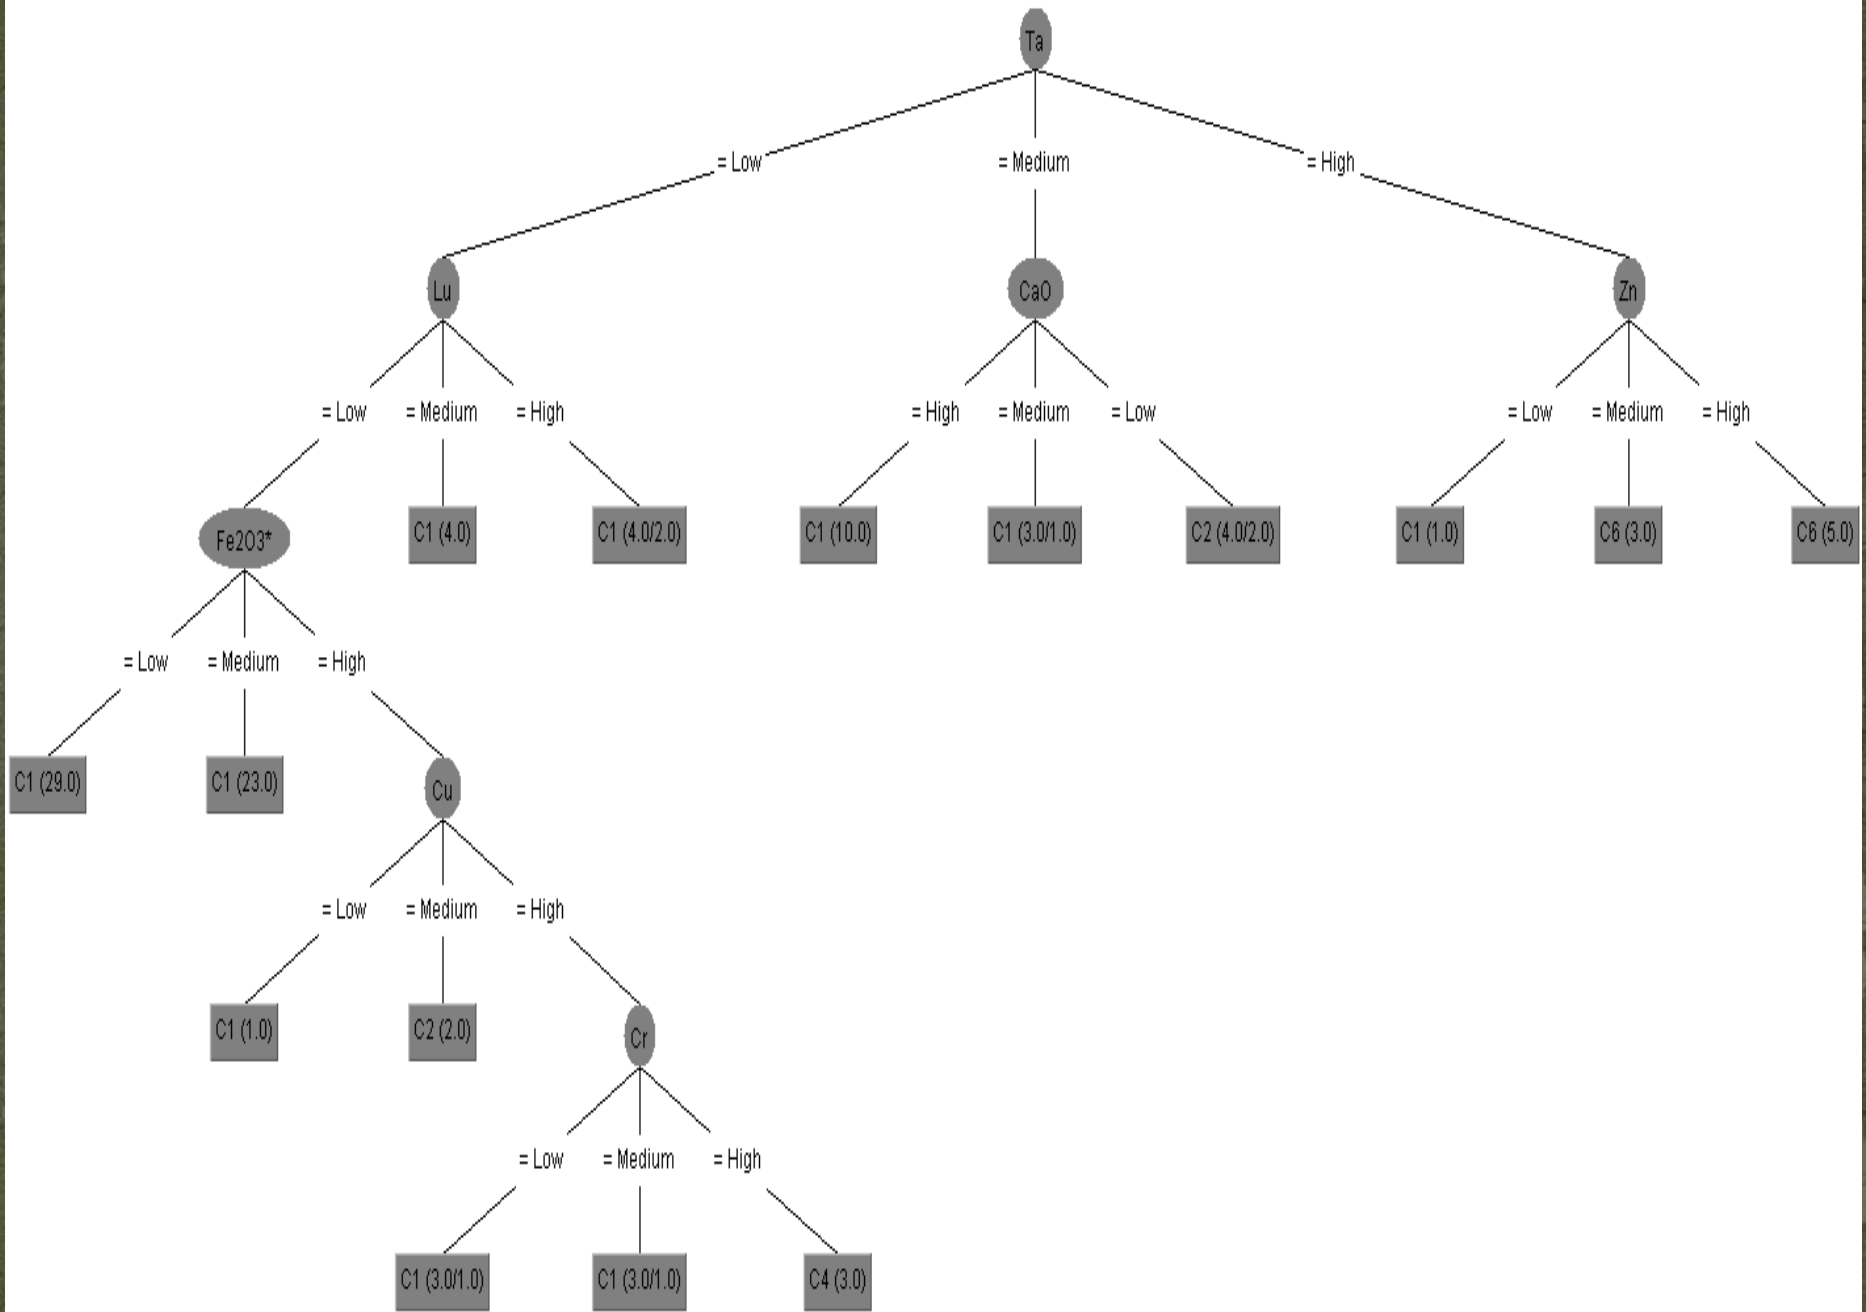 Ta
= Low = Medium = High
Lu CaO Zn
= Low = Medium = High = High = Medium = Low = Low = Medium = High
Fe2O3* C1 (4.0) C1 (4.0/2.0) C1 (10.0) C1 (3.0/1.0) C2 (4.0/2.0) C1 (1.0) C6 (3.0) C6 (5.0)
= Low = Medium = High
C1 (29.0) C1 (23.0) Cu
= Low = Medium = High
C1 (1.0) C2 (2.0) Cr
= Low = Medium = High
C1 (3.0/1.0) C1 (3.0/1.0) C4 (3.0)